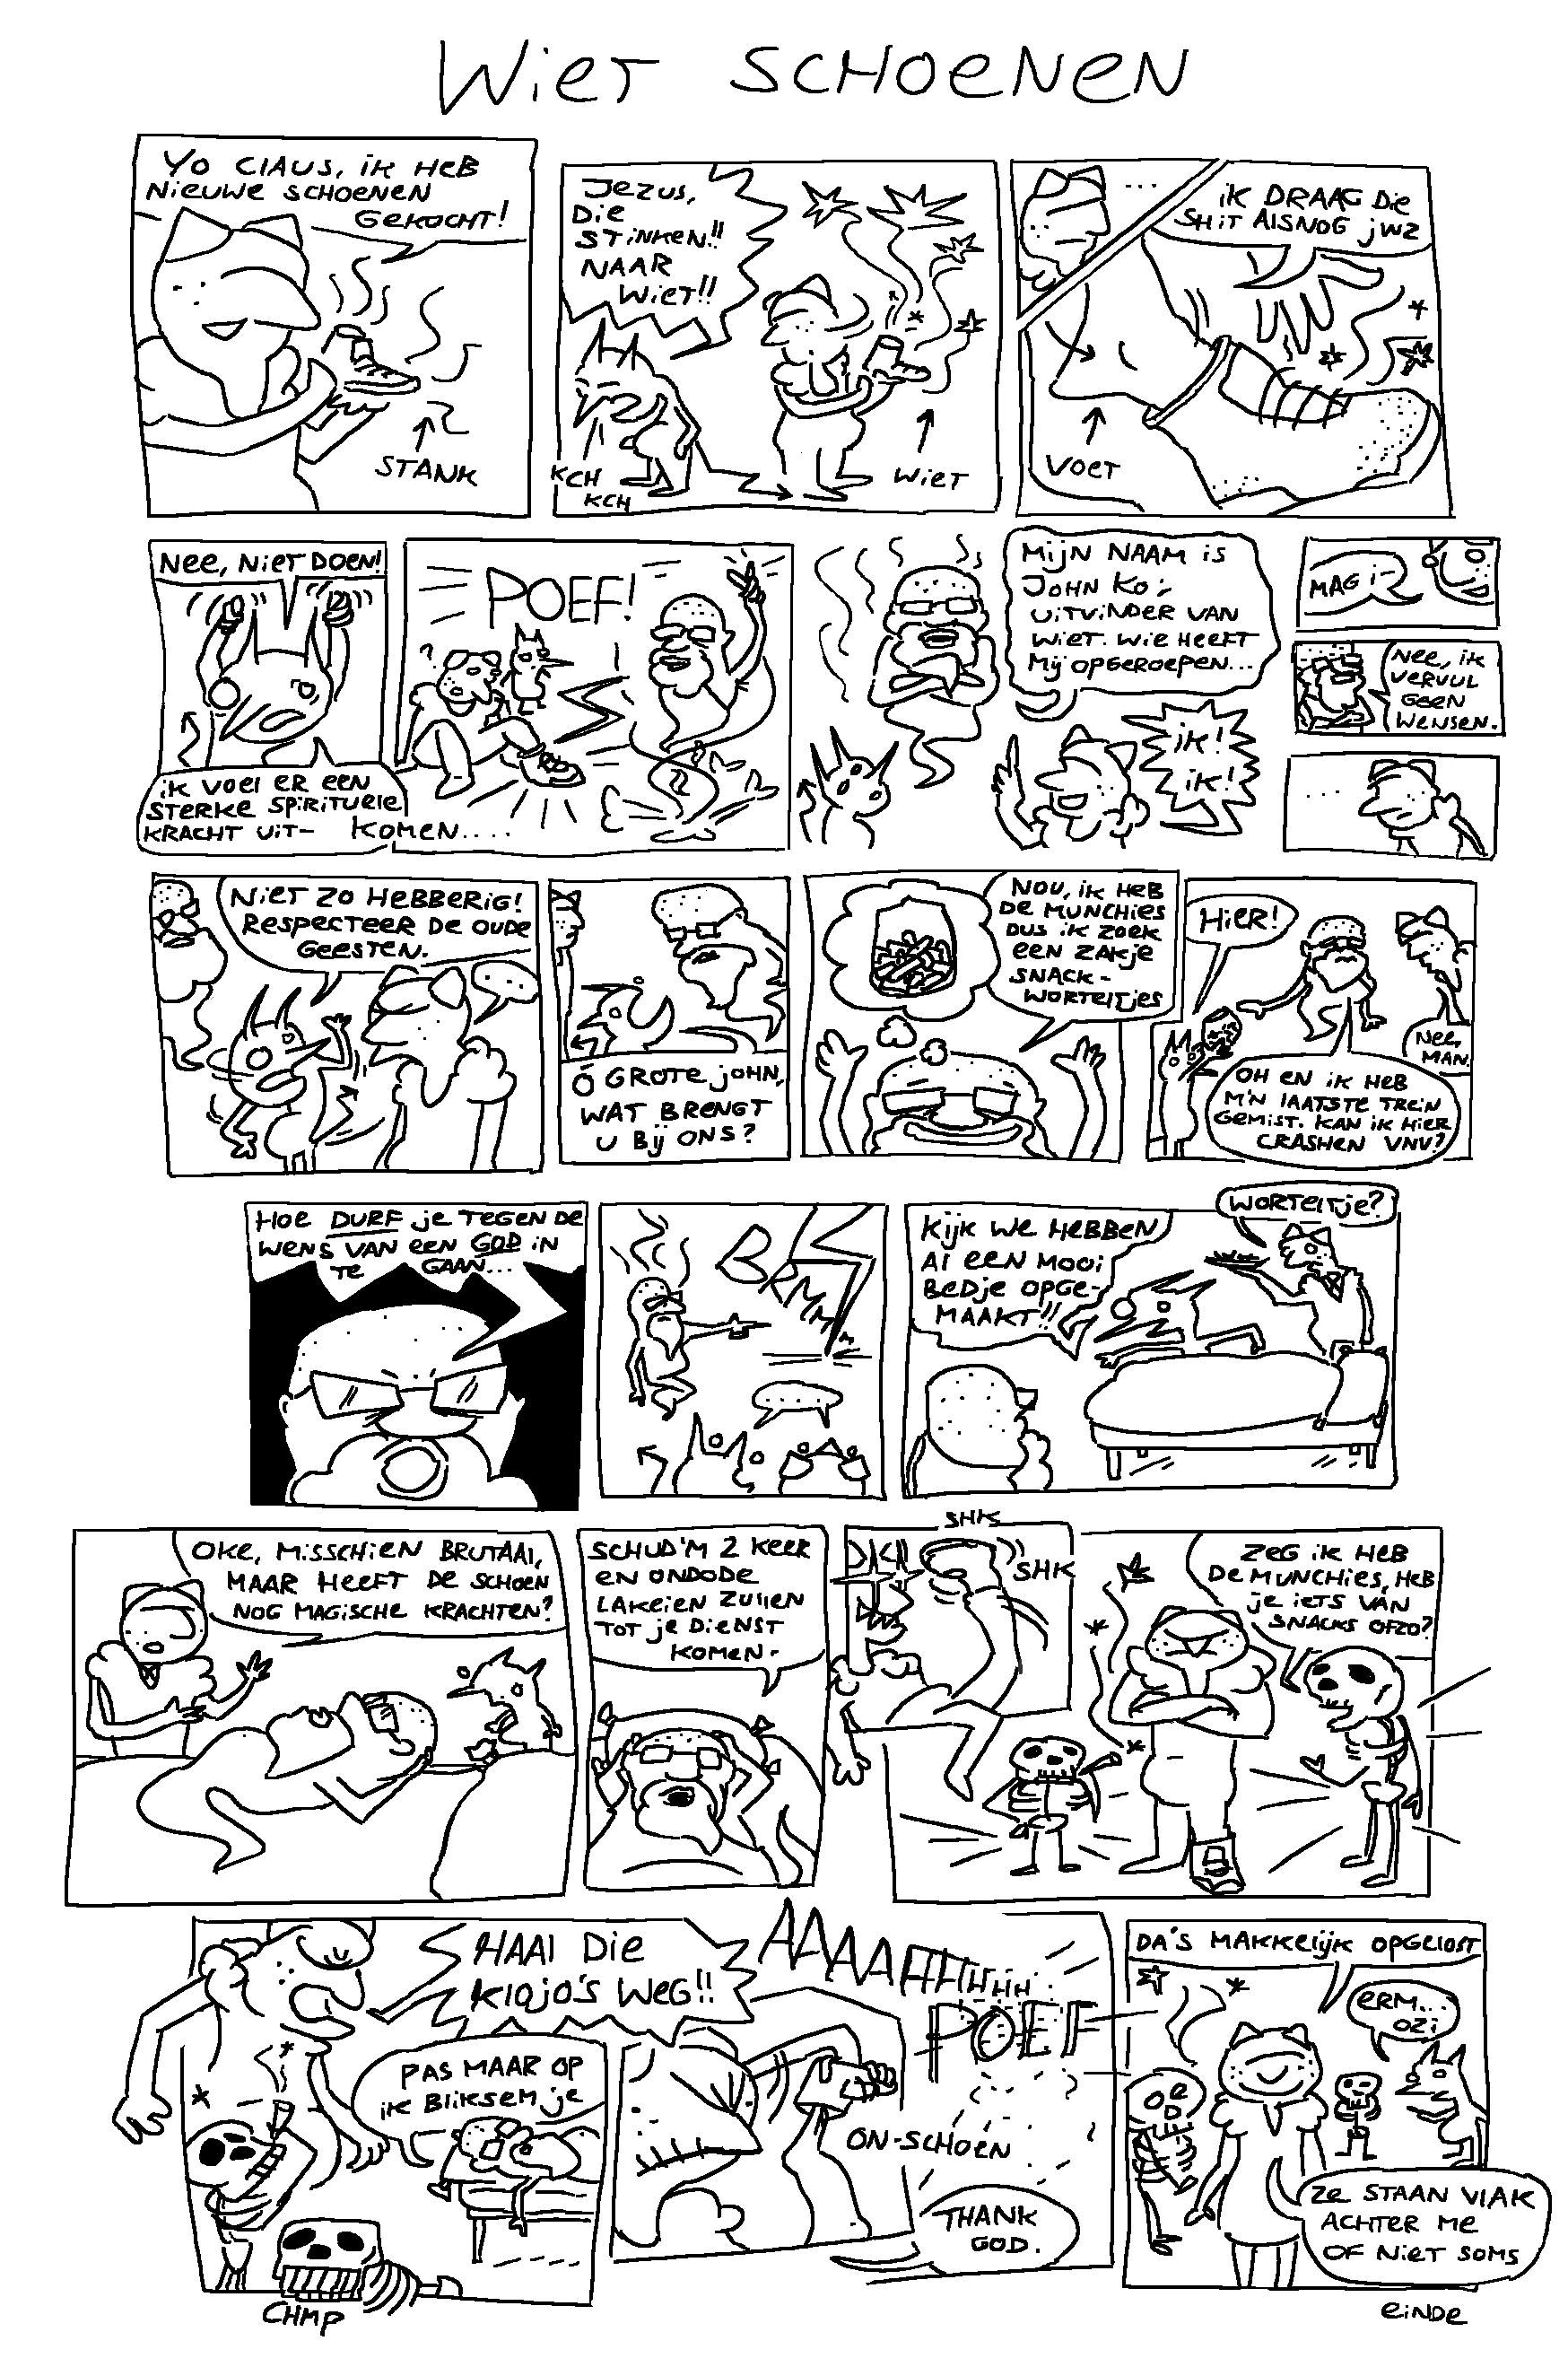 WIET SCHOENEN
YO CLAUS, IK HEB
NIEUWE SCHOENEN
GEKOCHT!
STANK
JEZUS,
DIE
STINKEN!!
NAAR
WIET!!
KCH
KCH
WIET
...
IK DRAAG DIE
SHIT ALSNOG JWZ
VOET
NEE, NIET DOEN!
IK VOEL ER EEN
STERKE SPIRITUELE
KRACHT UIT- KOMEN....
POEF!
?
MIJN NAAM IS
JOHN KO;
UITVINDER VAN
WIET. WIE HEEFT
MIJ OPGEROEPEN...
IK!
IK!
MAG I-
NEE, IK
VERVUL
GEEN
WENSEN.
....
NIET ZO HEBBERIG!
RESPECTEER DE OUDE
GEESTEN.
...
O GROTE JOHN,
WAT BRENGT
U BIJ ONS?
NOU, IK HEB
DE MUNCHIES
DUS IK ZOEK
EEN ZAKJE
SNACK-
WORTELTJES
HIER!
NEE,
MAN.
OH EN IK HEB
M'N LAATSTE TREIN
GEMIST. KAN IK HIER
CRASHEN VNV?
HOE DURF JE TEGEN DE
WENS VAN EEN GOD IN
TE GAAN...
KIJK WE HEBBEN
AL EEN MOOI
BEDJE OPGE-
MAAKT!!
WORTELTJE?
OKE, MISSCHIEN BRUTAAL,
MAAR HEEFT DE SCHOEN
NOG MAGISCHE KRACHTEN?
SCHUD'M 2 KEER
EN ONDODE
LAKEIEN ZULLEN
TOT JE DIENST
KOMEN.
SHK
SHK
ZEG IK HEB
DE MUNCHIES, HEB
JE IETS VAN
SNACKS OFZO?
HAAL DIE
KLOJO'S WEG!!
PAS MAAR OP
IK BLIKSEM JE
CHMP
AAAAHHHHHH
POEF
ON-SCHOEN
THANK
GOD.
DA'S MAKKELIJK OPGELOST
ERM...
OZI
ZE STAAN VLAK
ACHTER ME
OF NIET SOMS
EINDE